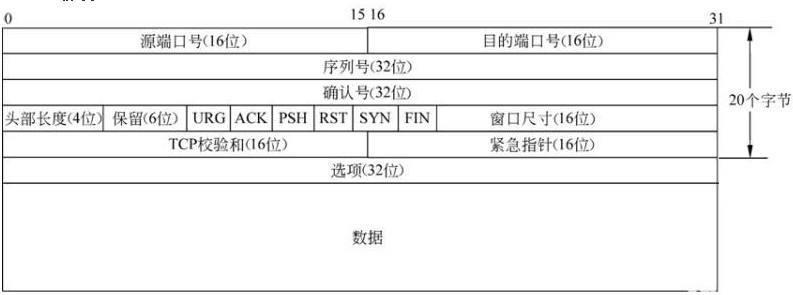 0 15 16 31
源端口号(16位) 目的端口号(16位)
序列号(32位)
确认号(32位)
20个字节
头部长度(4位) 保留(6位) URG ACK PSH RST SYN FIN 窗口尺寸(16位)
TCP校验和(16位) 紧急指针(16位)
选项(32位)
数据